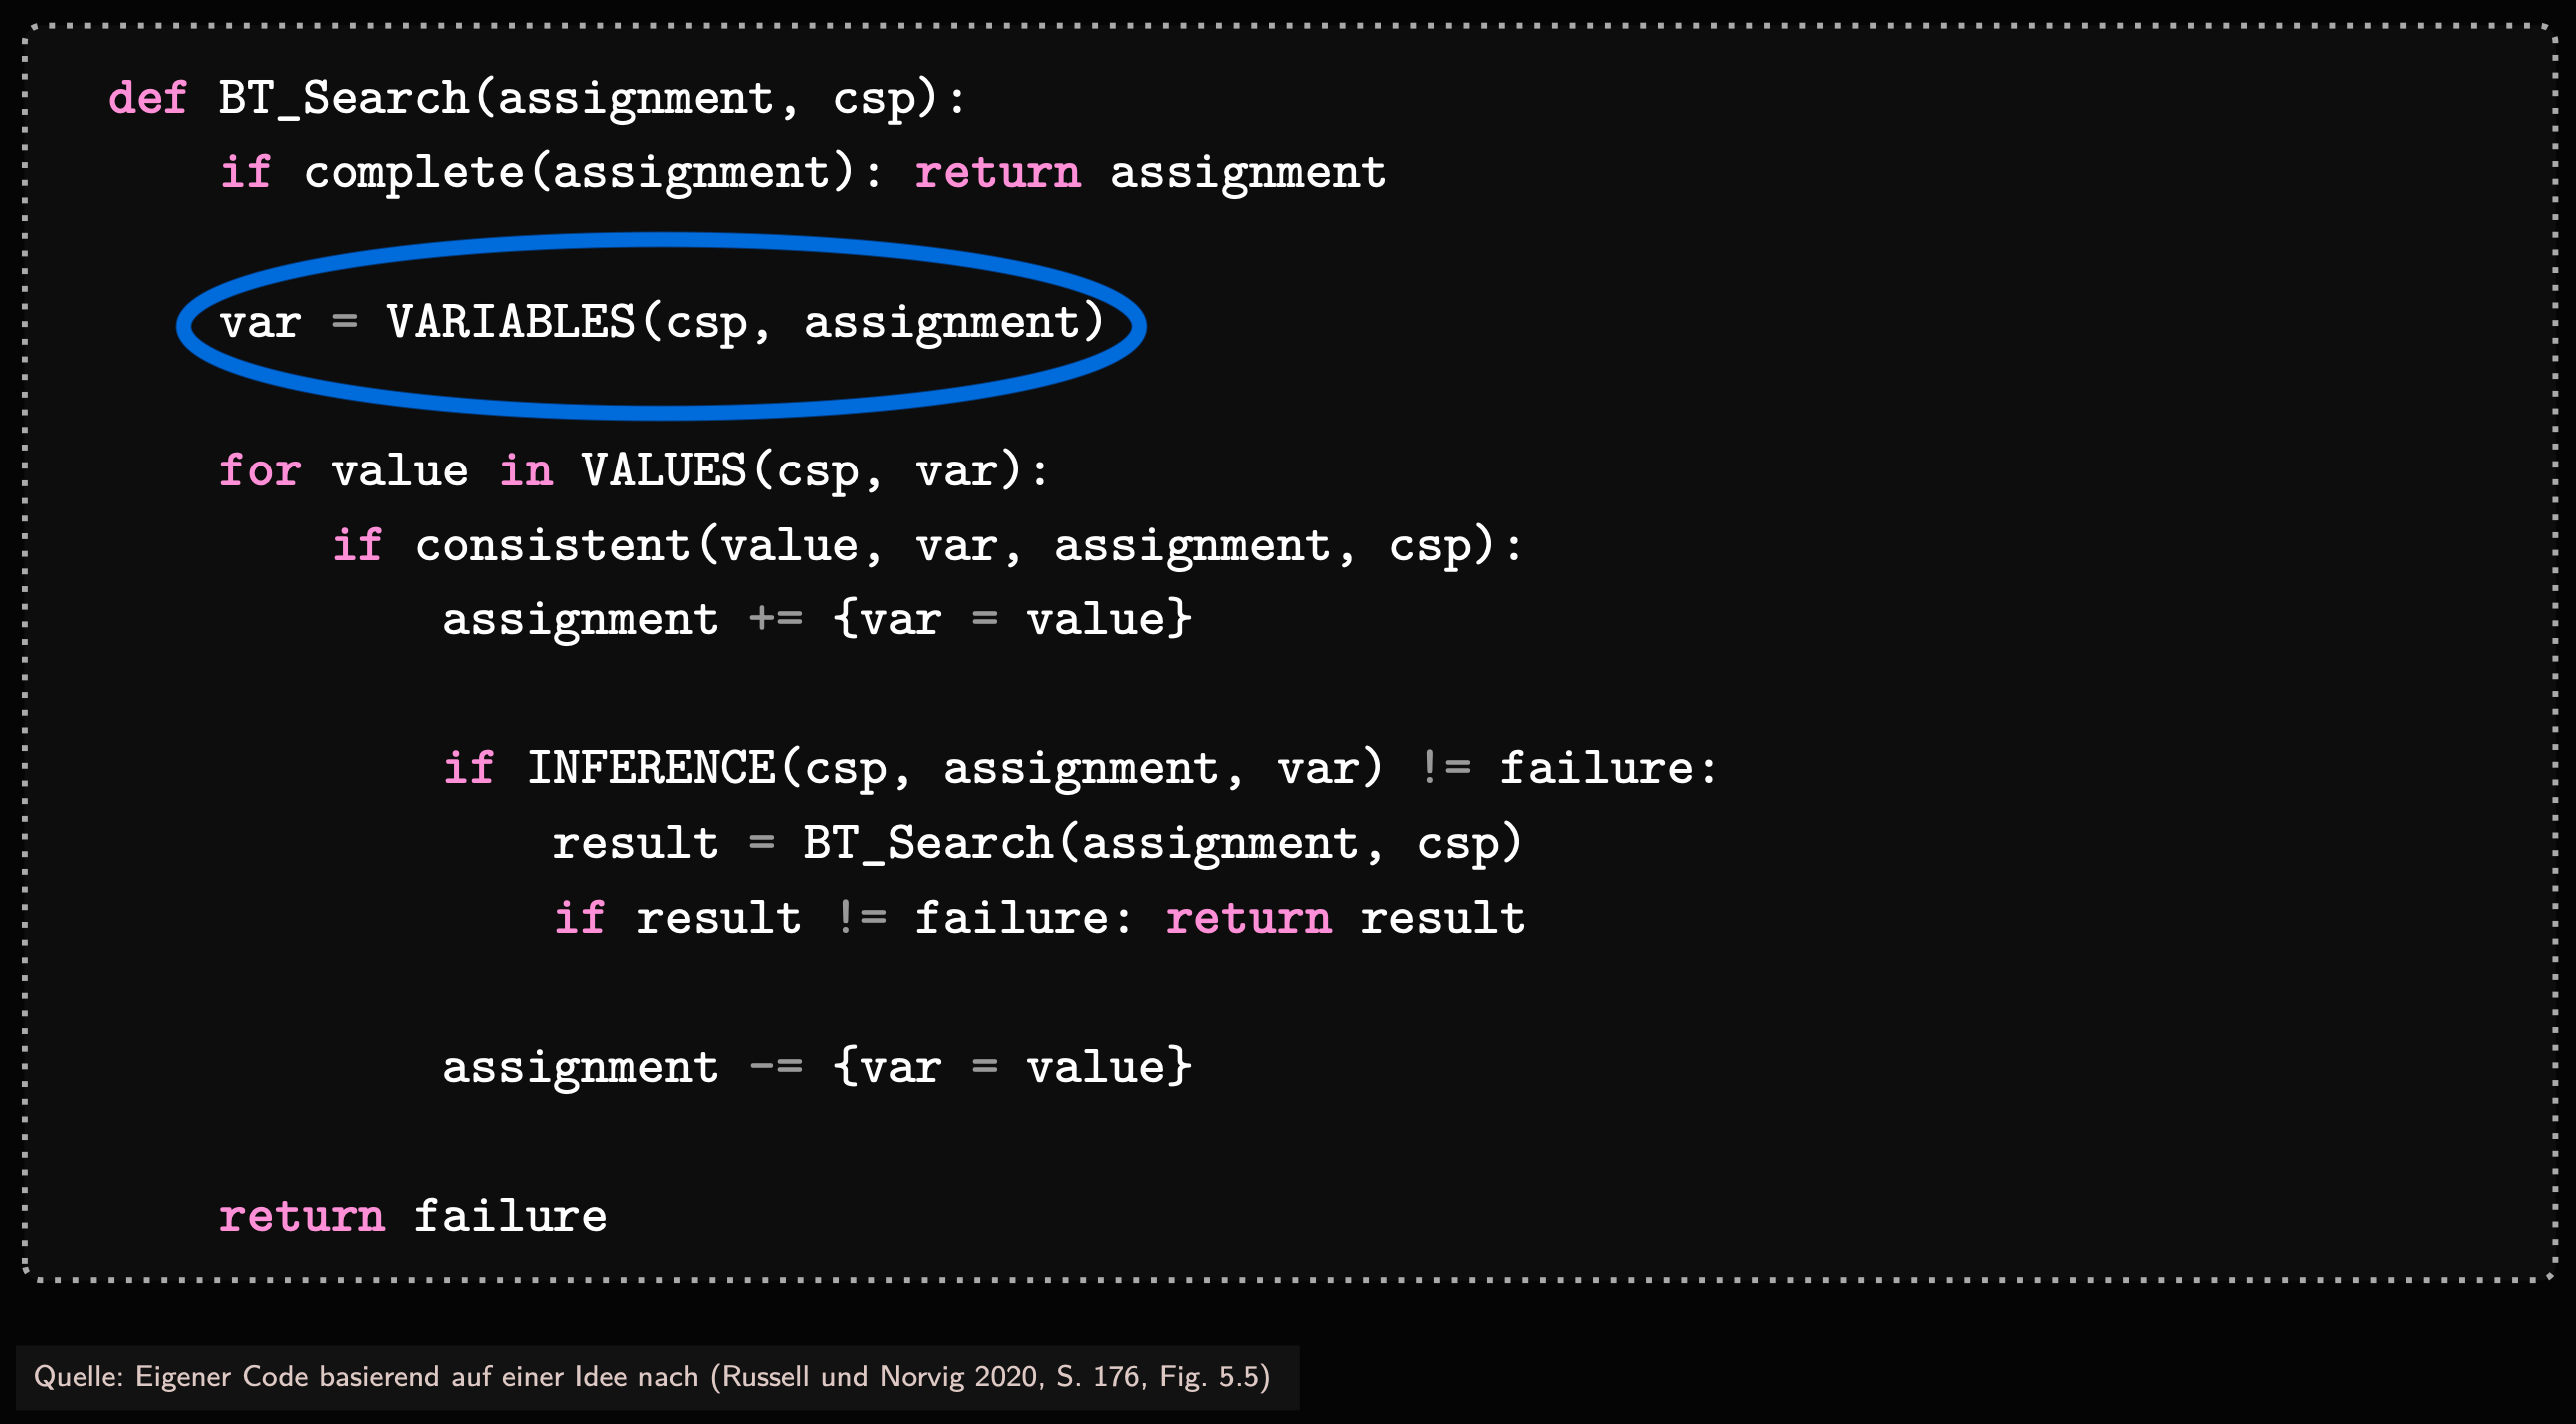 def BT_Search(assignment, csp):
if complete(assignment): return assignment
var = VARIABLES(csp, assignment)
for value in VALUES(csp, var):
if consistent(value, var, assignment, csp):
assignment += {var = value}
if INFERENCE(csp, assignment, var) != failure:
result = BT_Search(assignment, csp)
if result != failure: return result
assignment -= {var = value}
return failure
Quelle: Eigener Code basierend auf einer Idee nach (Russell und Norvig 2020, S. 176, Fig. 5.5)